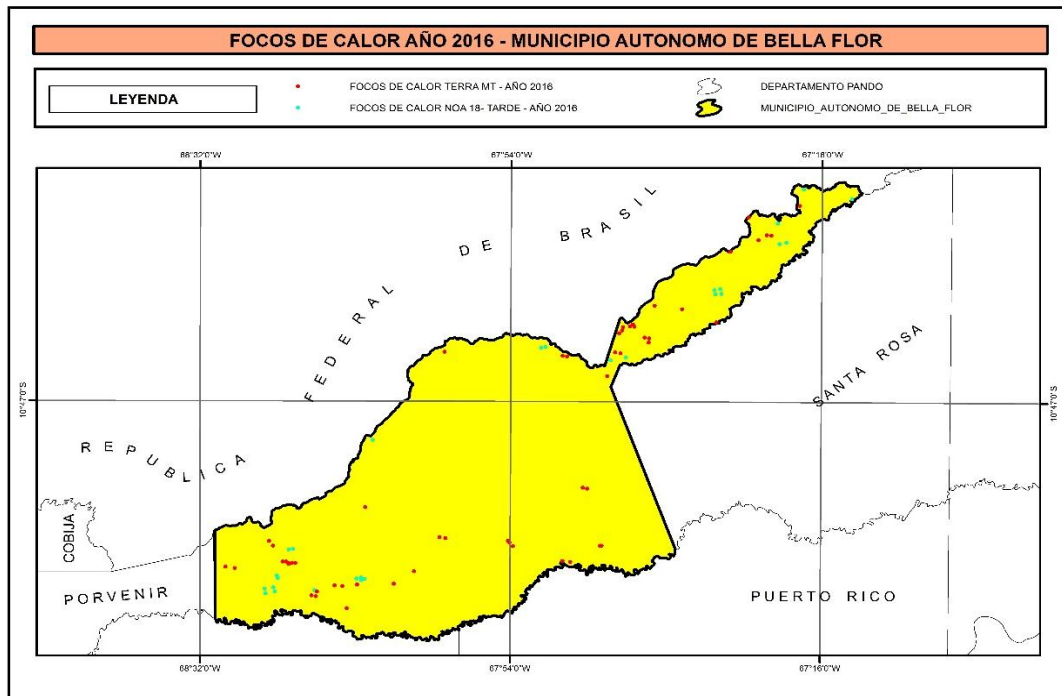 FOCOS DE CALOR AÑO 2016 - MUNICIPIO AUTONOMO DE BELLA FLOR
LEYENDA
FOCOS DE CALOR TERRA MT - AÑO 2016
FOCOS DE CALOR NOA 18- TARDE - AÑO 2016
DEPARTAMENTO PANDO
MUNICIPIO_AUTONOMO_DE_BELLA_FLOR
68°32'0"W
67°54'0"W
67°16'0"W
REPUBLICA FEDERAL DE BRASIL
10°47'0"S
10°47'0"S
SANTA ROSA
COBIJA
PORVENIR
PUERTO RICO
68°32'0"W
67°54'0"W
67°16'0"W